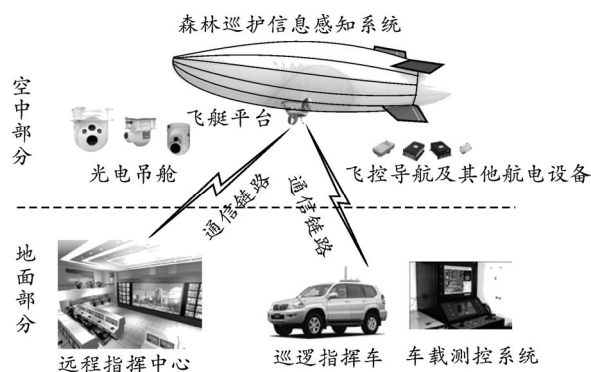 森林巡护信息感知系统
空中部分
飞艇平台
光电吊舱
飞控导航及其他航电设备
通信链路
通信链路
地面部分
远程指挥中心
巡逻指挥车
车载测控系统